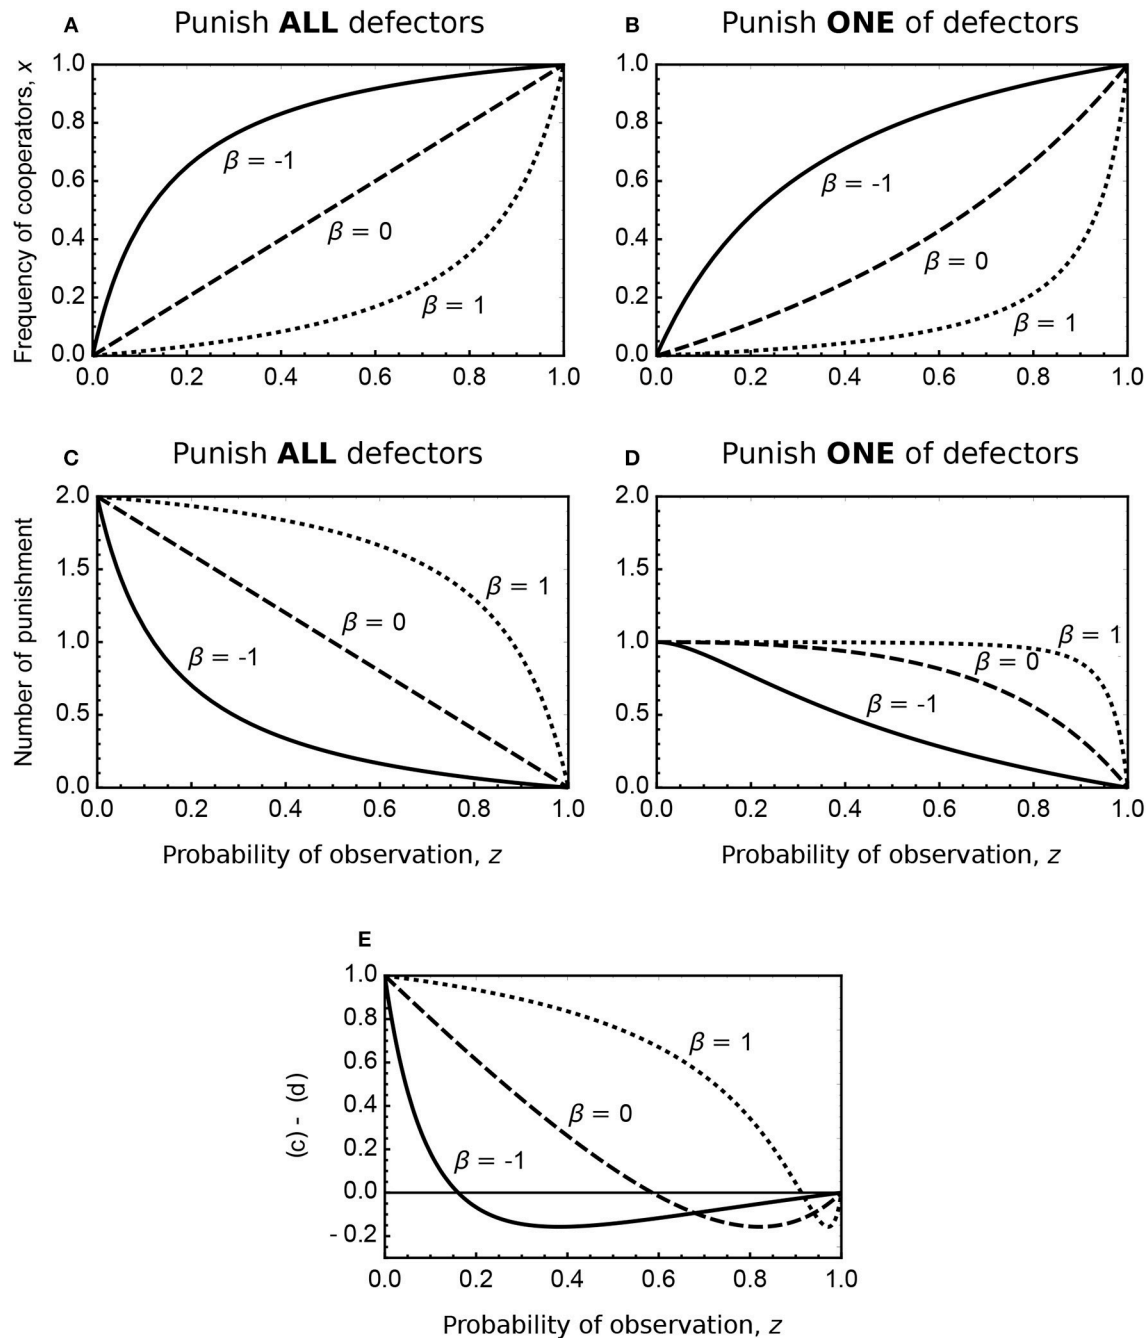 A Punish ALL defectors
Frequency of cooperators, x
1.0
0.8
0.6
0.4
0.2
0.0
β = -1
β = 0
β = 1
0.0 0.2 0.4 0.6 0.8 1.0
B Punish ONE of defectors
1.0
0.8
0.6
0.4
0.2
0.0
β = -1
β = 0
β = 1
0.0 0.2 0.4 0.6 0.8 1.0
C Punish ALL defectors
Number of punishment
2.0
1.5
1.0
0.5
0.0
β = 1
β = 0
β = -1
0.0 0.2 0.4 0.6 0.8 1.0
Probability of observation, z
D Punish ONE of defectors
2.0
1.5
1.0
0.5
0.0
β = 1
β = 0
β = -1
0.0 0.2 0.4 0.6 0.8 1.0
Probability of observation, z
E
(c) - (d)
1.0
0.8
0.6
0.4
0.2
0.0
- 0.2
β = 1
β = 0
β = -1
0.0 0.2 0.4 0.6 0.8 1.0
Probability of observation, z